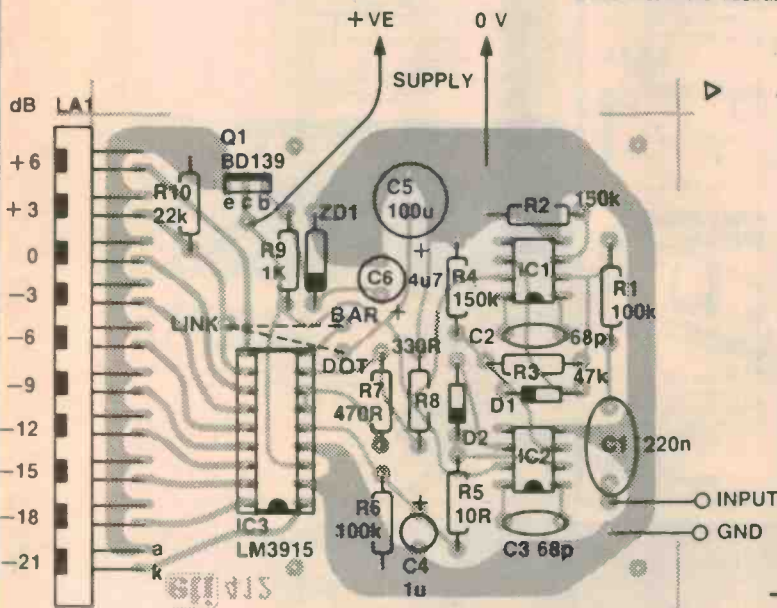 +VE
0 V
SUPPLY
dB
LA1
+6
+3
0
-3
-6
-9
-12
-15
-18
-21
Q1
BD139
e c b
R10
22k
R9
1K
ZD1
C5
100u
+
C6
4u7
+
R4
150k
R2
150k
IC1
R1
100k
C2
68p
LINK
BAR
DOT
330R
R7
470R
R8
D2
R3
47k
D1
IC2
C1
220n
R6
100k
+
C4
1u
R5
10R
C3 68p
INPUT
GND
IC3
LM3915
a
k
eti 412